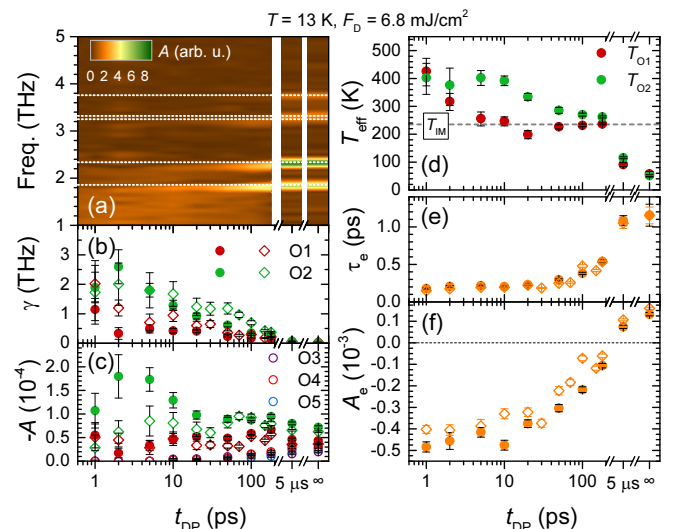 T = 13 K, F_D = 6.8 mJ/cm²
A (arb. u.)
0 2 4 6 8
Freq. (THz)
5
4
3
2
1
(a)
γ (THz)
3
2
1
0
(b)
O1
O2
-A (10⁻⁴)
2.0
1.5
1.0
0.5
0.0
(c)
O3
O4
O5
1 10 100 5 μs ∞
t_DP (ps)
T_eff (K)
500
400
300
200
100
0
T_O1
T_O2
T_IM
(d)
τ_e (ps)
1.0
0.5
0.0
(e)
A_e (10⁻³)
0.1
0.0
-0.1
-0.2
-0.3
-0.4
-0.5
(f)
1 10 100 5 μs ∞
t_DP (ps)